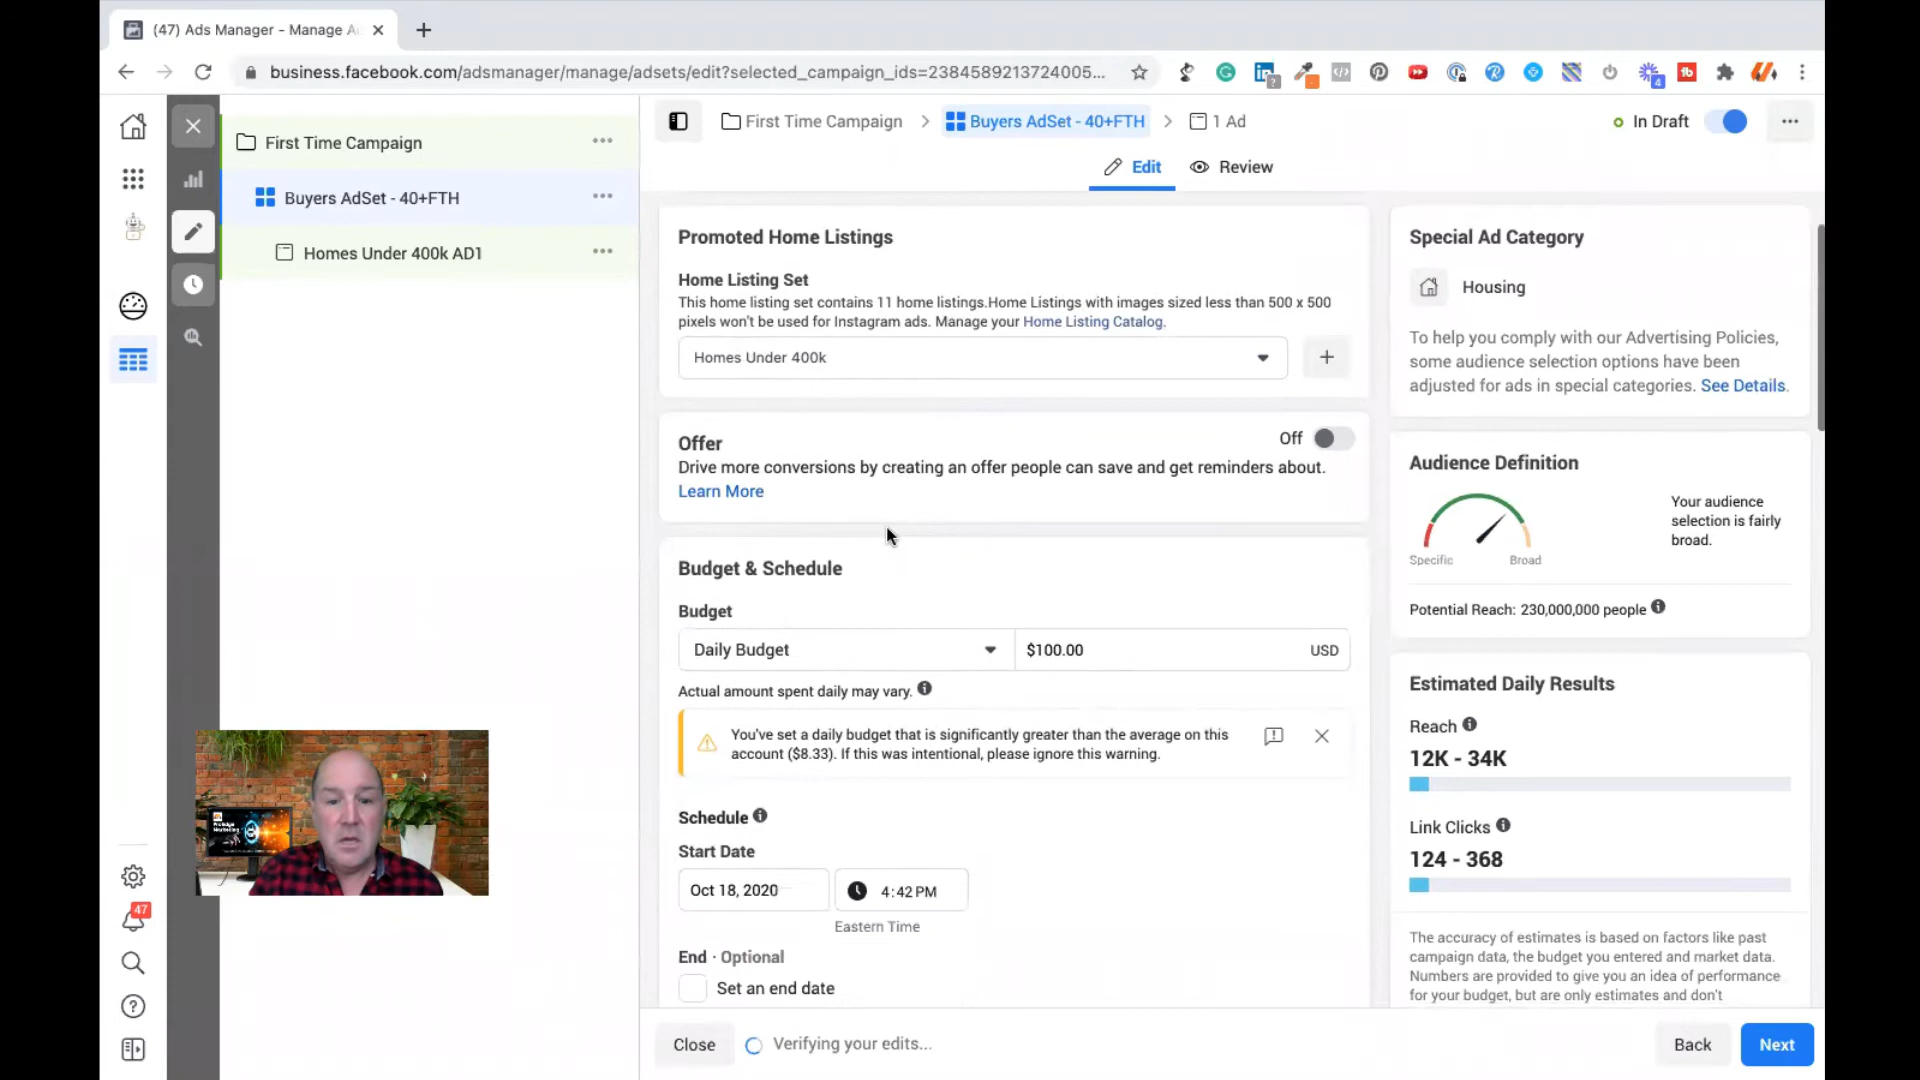 (47) Ads Manager - Manage A
business.facebook.com/adsmanager/manage/adsets/edit?selected_campaign_ids=2384589213724005...
First Time Campaign
Buyers AdSet - 40+FTH
Homes Under 400k AD1
First Time Campaign > Buyers AdSet - 40+FTH > 1 Ad
In Draft
Edit
Review
Promoted Home Listings
Home Listing Set
This home listing set contains 11 home listings.Home Listings with images sized less than 500 x 500
pixels won't be used for Instagram ads. Manage your Home Listing Catalog.
Homes Under 400k
Offer
Off
Drive more conversions by creating an offer people can save and get reminders about.
Learn More
Budget & Schedule
Budget
Daily Budget
$100.00
USD
Actual amount spent daily may vary.
You've set a daily budget that is significantly greater than the average on this
account ($8.33). If this was intentional, please ignore this warning.
Schedule
Start Date
Oct 18, 2020
4:42 PM
Eastern Time
End · Optional
Set an end date
Close
Verifying your edits...
Back
Next
Special Ad Category
Housing
To help you comply with our Advertising Policies,
some audience selection options have been
adjusted for ads in special categories. See Details.
Audience Definition
Your audience
selection is fairly
broad.
Specific
Broad
Potential Reach: 230,000,000 people
Estimated Daily Results
Reach
12K - 34K
Link Clicks
124 - 368
The accuracy of estimates is based on factors like past
campaign data, the budget you entered and market data.
Numbers are provided to give you an idea of performance
for your budget, but are only estimates and don't
47